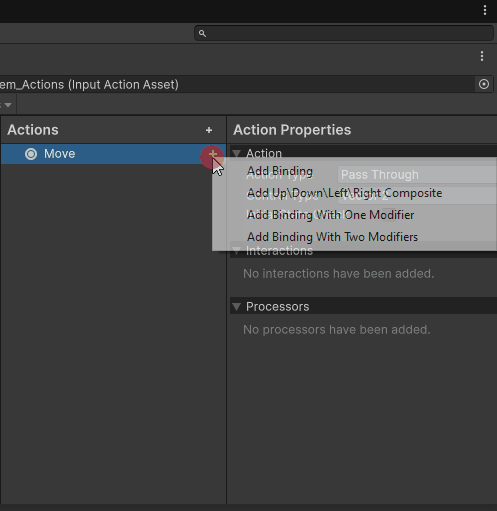 em_Actions (Input Action Asset)
Actions + Action Properties
Move + Action
Add Binding
Action Type Pass Through
Add Up\Down\Left\Right Composite
Add Binding With One Modifier
Add Binding With Two Modifiers
Interactions
No interactions have been added.
Processors
No processors have been added.